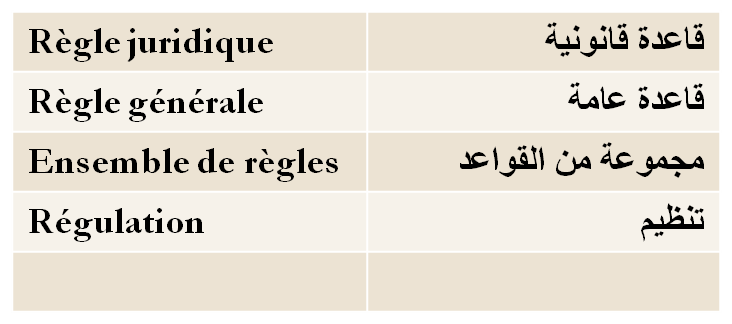 Règle juridique قاعدة قانونية
Règle générale قاعدة عامة
Ensemble de règles مجموعة من القواعد
Régulation تنظيم